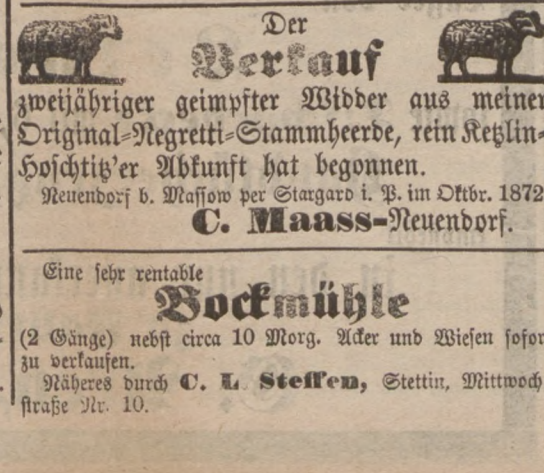 Der
Verkauf
zweijähriger geimpfter Widder aus meiner
Original-Negretti-Stammheerde, rein Ketzlin-
Hoschtitz'er Abkunft hat begonnen.
Neuendorf b. Massow per Stargard i. P. im Oktbr. 1872
C. Maass-Neuendorf.
Eine sehr rentable
Bockmühle
(2 Gänge) nebst circa 10 Morg. Acker und Wiesen sofor
zu verkaufen.
Näheres durch C. L. Steffen, Stettin, Mittwoch
straße Nr. 10.